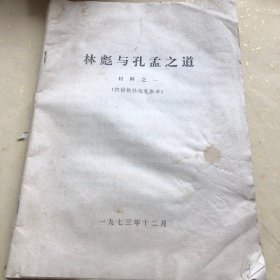 林彪与孔孟之道
材料之一
(仅供批林批孔参考)
一九七三年十二月